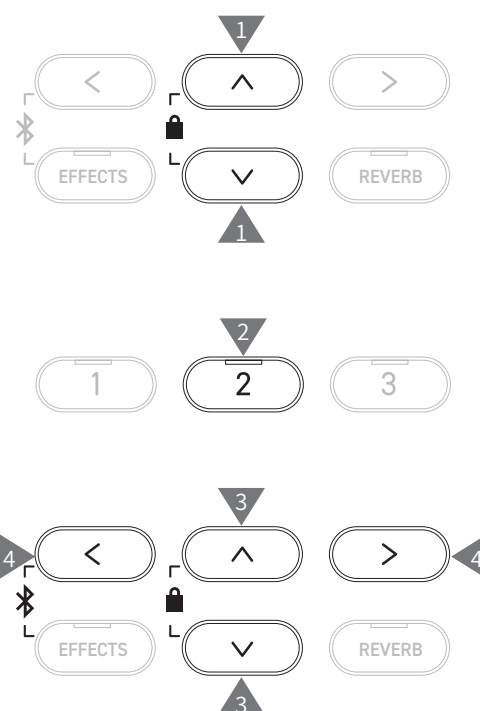 1
< ∧ >
EFFECTS ∨ REVERB
1
2
1 2 3
3
4 < ∧ > 4
EFFECTS ∨ REVERB
3